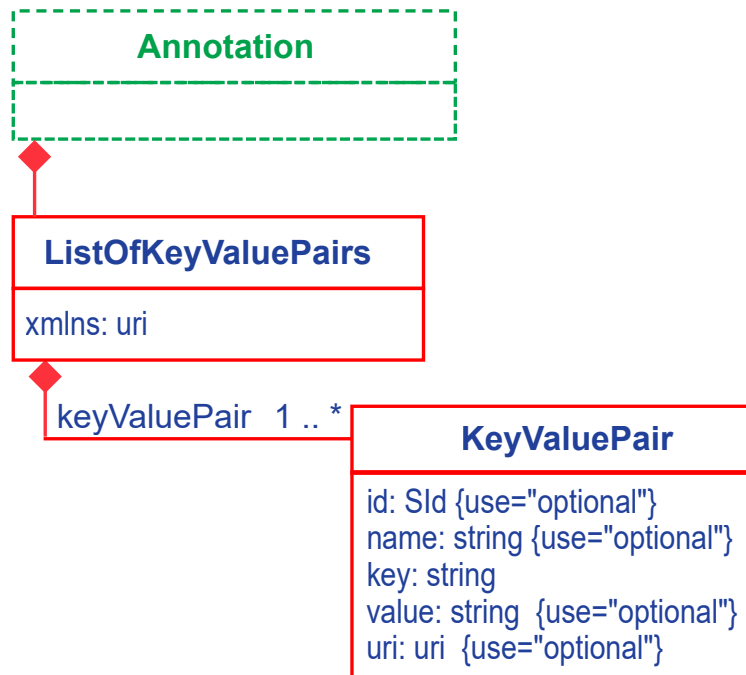 Annotation
ListOfKeyValuePairs
xmlns: uri
keyValuePair 1 .. *
KeyValuePair
id: SId {use="optional"}
name: string {use="optional"}
key: string
value: string {use="optional"}
uri: uri {use="optional"}